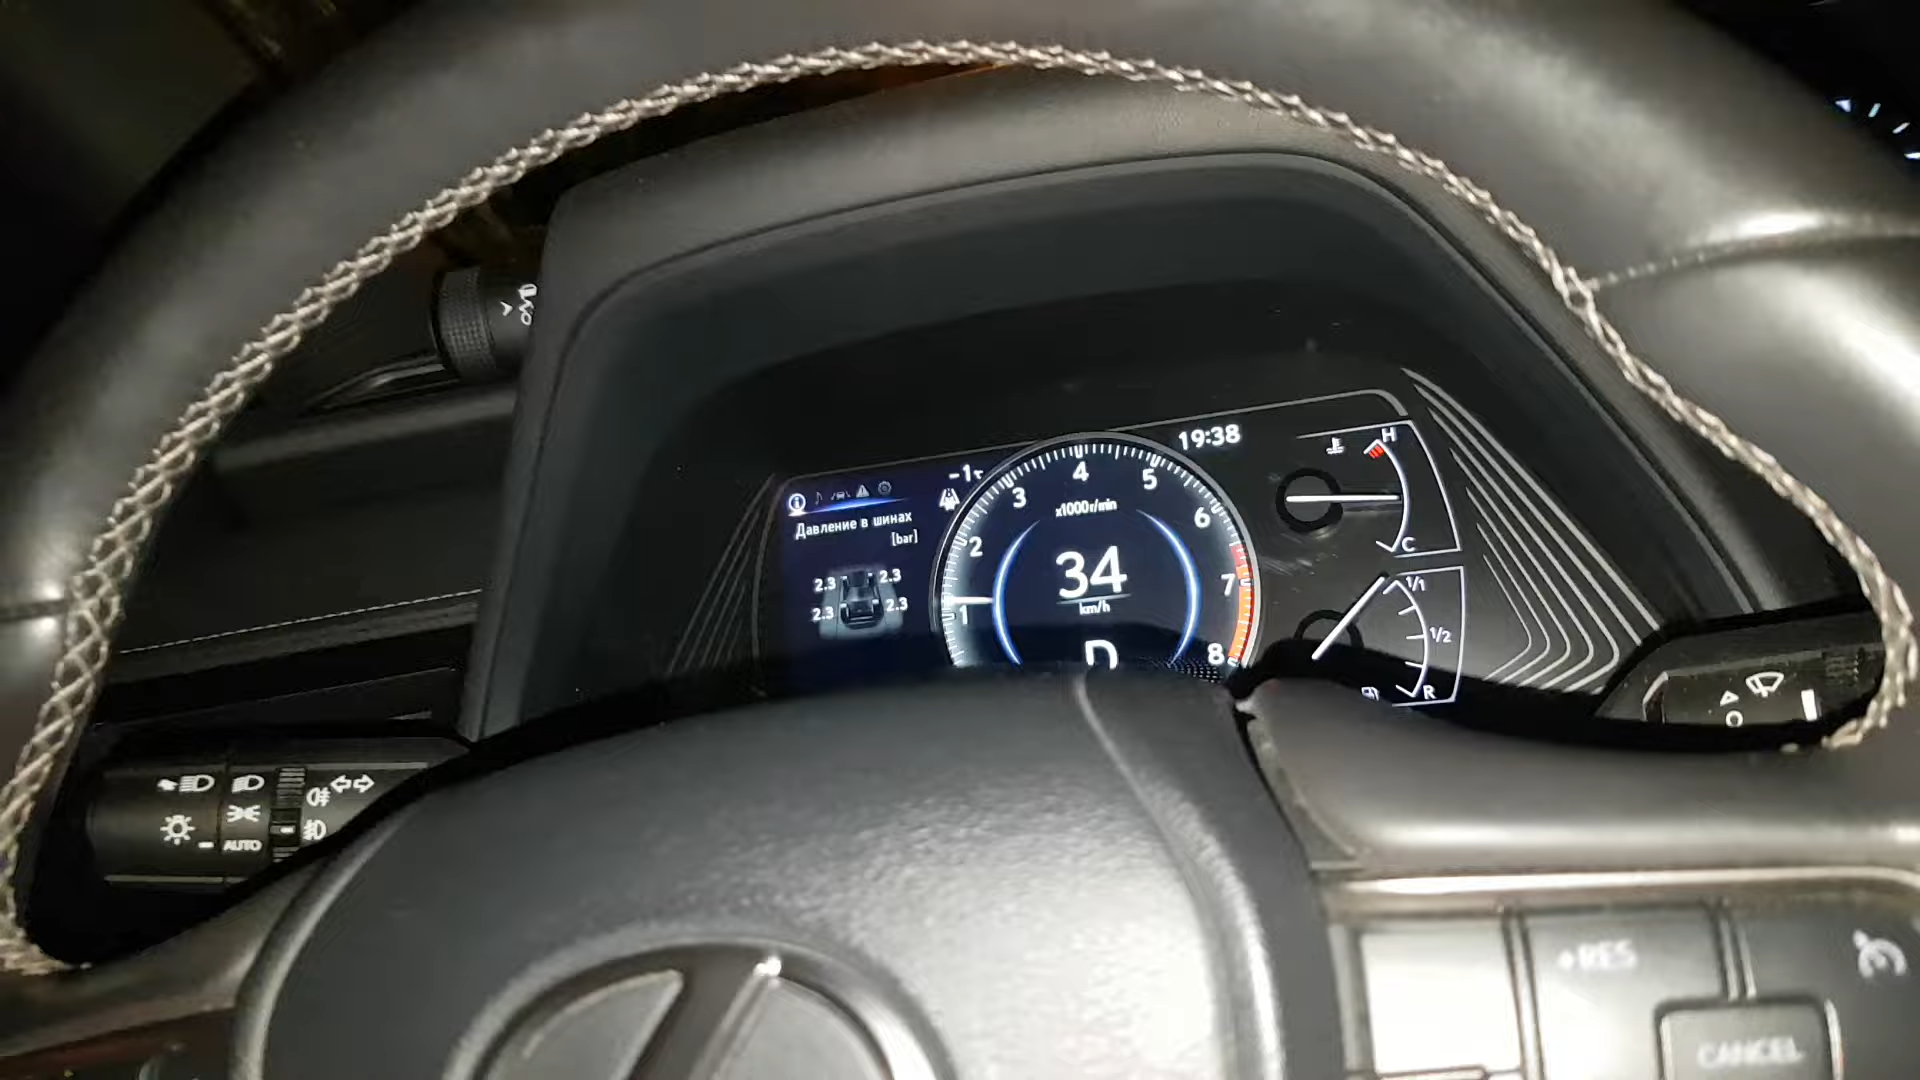 19:38
-1
H
C
Давление в шинах
[bar]
2.3 2.3
2.3 2.3
1
2
3
4
5
6
7
8
x1000r/min
34
km/h
D
1/1
1/2
R
AUTO
+RES
CANCEL